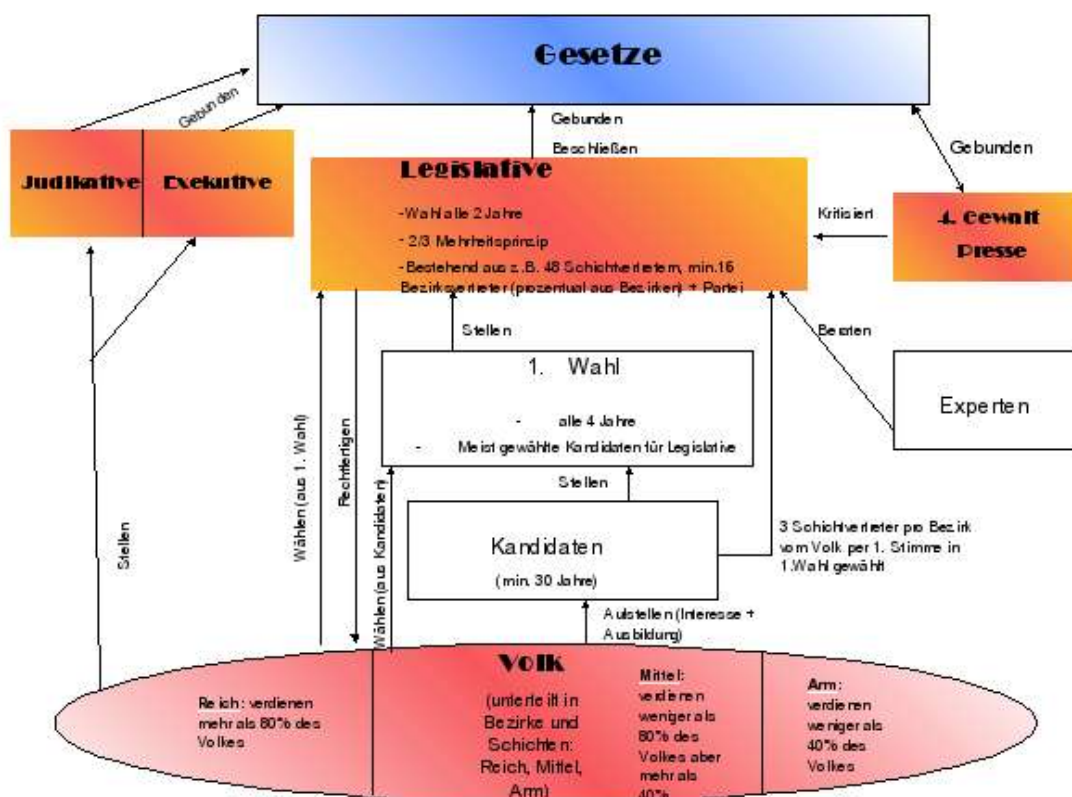 Gesetze
Gebunden
Gebunden
Gebunden
Beschließen
Gebunden
Judikative
Exekutive
Legislative
-Wahl alle 2 Jahre
- 2/3 Mehrheitsprinzip
-Bestehend aus z.B. 48 Schichtvertretern, min.16
Bezirksvertreter (prozentual aus Bezirken) + Partei
Kritisiert
4. Gewalt
Presse
Stellen
Beraten
1. Wahl
- alle 4 Jahre
- Meist gewählte Kandidaten für Legislative
Experten
Wählen (aus 1. Wahl)
Rechtfertigen
Wählen (aus Kandidaten)
Stellen
Stellen
Kandidaten
(min. 30 Jahre)
3 Schichtvertreter pro Bezirk
vom Volk per 1. Stimme in
1.Wahl gewählt
Aufstellen (Interesse +
Ausbildung)
Volk
(unterteilt in
Bezirke und
Schichten:
Reich, Mittel,
Arm)
Reich: verdienen
mehr als 80% des
Volkes
Mittel:
verdienen
weniger als
80% des
Volkes aber
mehr als
40%
Arm:
verdienen
weniger als
40% des
Volkes